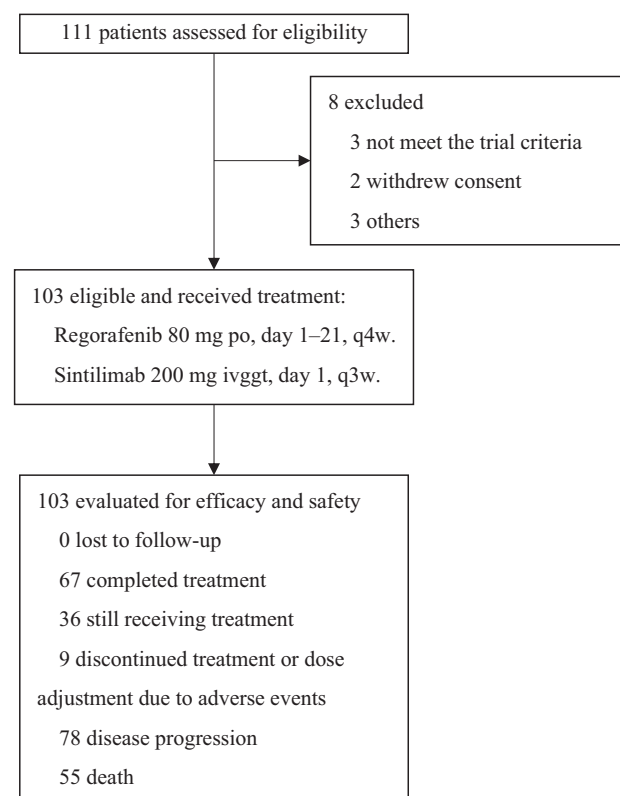 111 patients assessed for eligibility
8 excluded
3 not meet the trial criteria
2 withdrew consent
3 others
103 eligible and received treatment:
Regorafenib 80 mg po, day 1–21, q4w.
Sintilimab 200 mg ivggt, day 1, q3w.
103 evaluated for efficacy and safety
0 lost to follow-up
67 completed treatment
36 still receiving treatment
9 discontinued treatment or dose
adjustment due to adverse events
78 disease progression
55 death